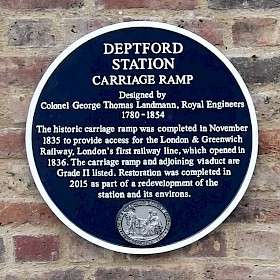 DEPTFORD
STATION
CARRIAGE RAMP
Designed by
Colonel George Thomas Landmann, Royal Engineers
1780-1854
The historic carriage ramp was completed in November
1835 to provide access for the London & Greenwich
Railway, London's first railway line, which opened in
1836. The carriage ramp and adjoining viaduct are
Grade II listed. Restoration was completed in
2015 as part of a redevelopment of the
station and its environs.